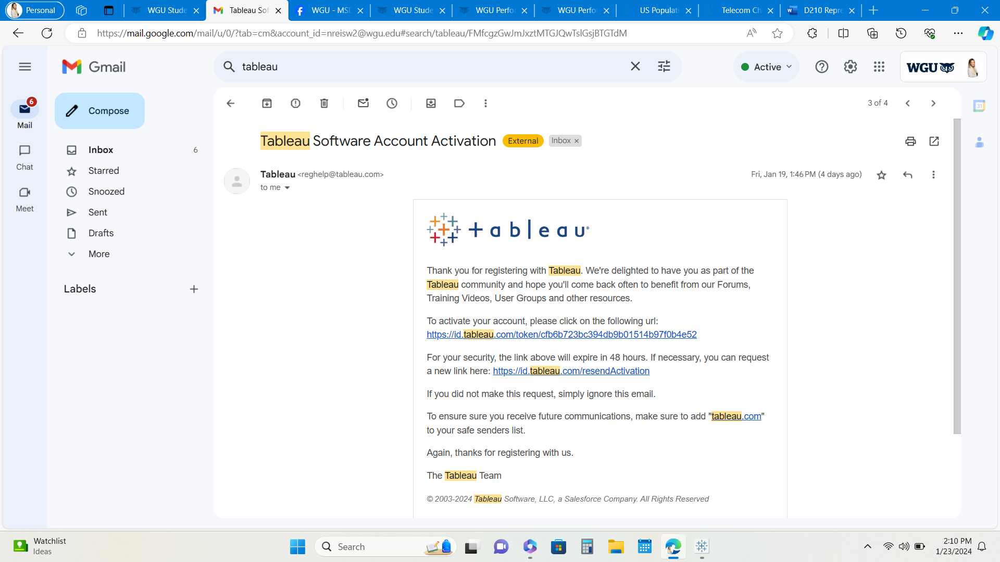 Personal
WGU Stude
Tableau Sof
WGU - MSD
WGU Stude
WGU Perfo
WGU Perfo
US Populati
Telecom Ch
D210 Repre
https://mail.google.com/mail/u/0/?tab=cm&account_id=nreisw2@wgu.edu#search/tableau/FMfcgzGwJmJxztMTGJQwTslGsjBTGTdM
Gmail
tableau
Active
WGU
6
Mail
Chat
Meet
Compose
Inbox 6
Starred
Snoozed
Sent
Drafts
More
Labels
3 of 4
31
Tableau Software Account Activation External Inbox ×
Tableau <reghelp@tableau.com>
Fri, Jan 19, 1:46 PM (4 days ago)
to me
+ableau®
Thank you for registering with Tableau. We're delighted to have you as part of the
Tableau community and hope you'll come back often to benefit from our Forums,
Training Videos, User Groups and other resources.
To activate your account, please click on the following url:
https://id.tableau.com/token/cfb6b723bc394db9b01514b97f0b4e52
For your security, the link above will expire in 48 hours. If necessary, you can request
a new link here: https://id.tableau.com/resendActivation
If you did not make this request, simply ignore this email.
To ensure sure you receive future communications, make sure to add "tableau.com"
to your safe senders list.
Again, thanks for registering with us.
The Tableau Team
© 2003-2024 Tableau Software, LLC, a Salesforce Company. All Rights Reserved
Watchlist
Ideas
Search
2:10 PM
1/23/2024